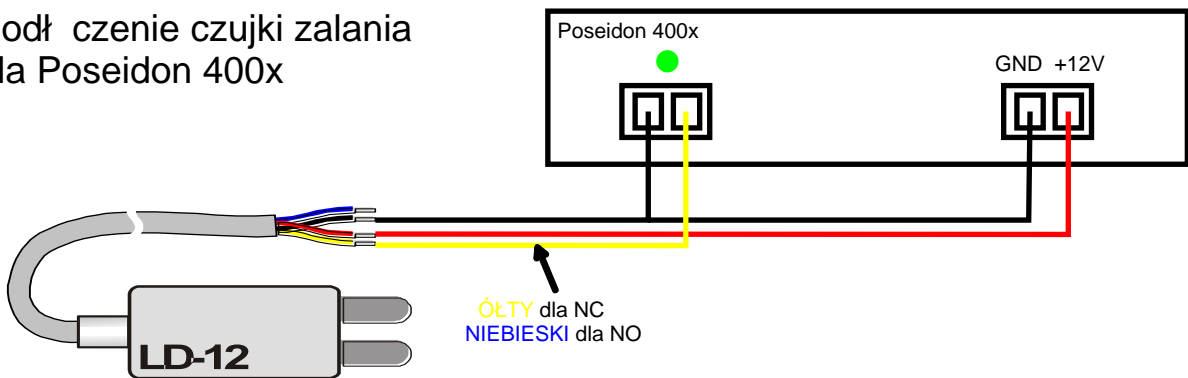 odł czenie czujki zalania
la Poseidon 400x
Poseidon 400x
GND +12V
ÓŁTY dla NC
NIEBIESKI dla NO
LD-12